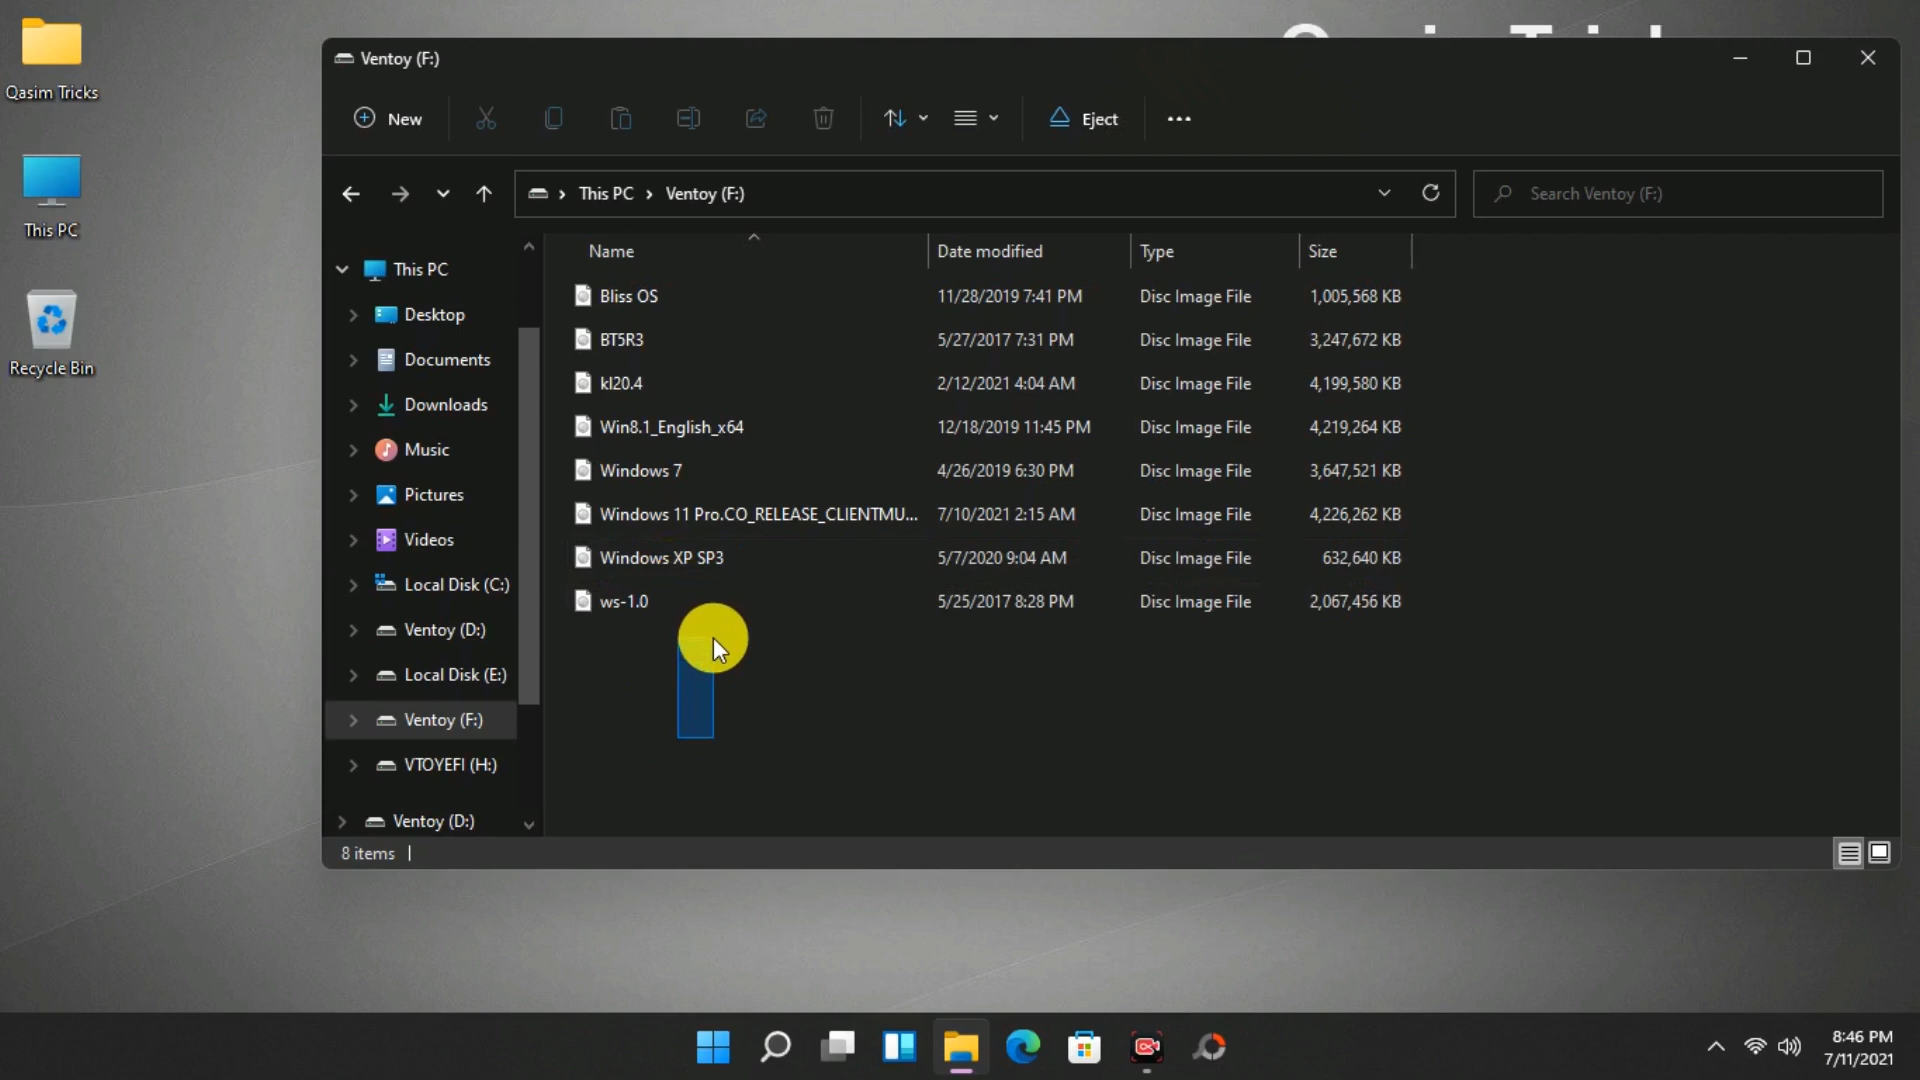 Qasim Tricks
This PC
Recycle Bin
Ventoy (F:)
New
Eject
This PC Ventoy (F:)
Search Ventoy (F:)
This PC
Desktop
Documents
Downloads
Music
Pictures
Videos
Local Disk (C:)
Ventoy (D:)
Local Disk (E:)
Ventoy (F:)
VTOYEFI (H:)
Ventoy (D:)
Name Date modified Type Size
Bliss OS 11/28/2019 7:41 PM Disc Image File 1,005,568 KB
BT5R3 5/27/2017 7:31 PM Disc Image File 3,247,672 KB
kl20.4 2/12/2021 4:04 AM Disc Image File 4,199,580 KB
Win8.1_English_x64 12/18/2019 11:45 PM Disc Image File 4,219,264 KB
Windows 7 4/26/2019 6:30 PM Disc Image File 3,647,521 KB
Windows 11 Pro.CO_RELEASE_CLIENTMU... 7/10/2021 2:15 AM Disc Image File 4,226,262 KB
Windows XP SP3 5/7/2020 9:04 AM Disc Image File 632,640 KB
ws-1.0 5/25/2017 8:28 PM Disc Image File 2,067,456 KB
8 items
8:46 PM
7/11/2021